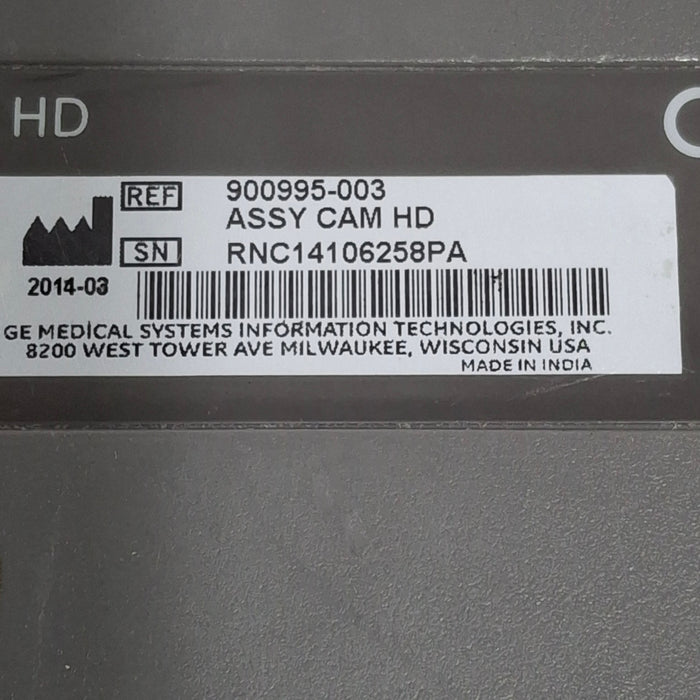 HD
REF 900995-003
ASSY CAM HD
SN RNC14106258PA
2014-03
GE MEDICAL SYSTEMS INFORMATION TECHNOLOGIES, INC.
8200 WEST TOWER AVE MILWAUKEE, WISCONSIN USA
MADE IN INDIA